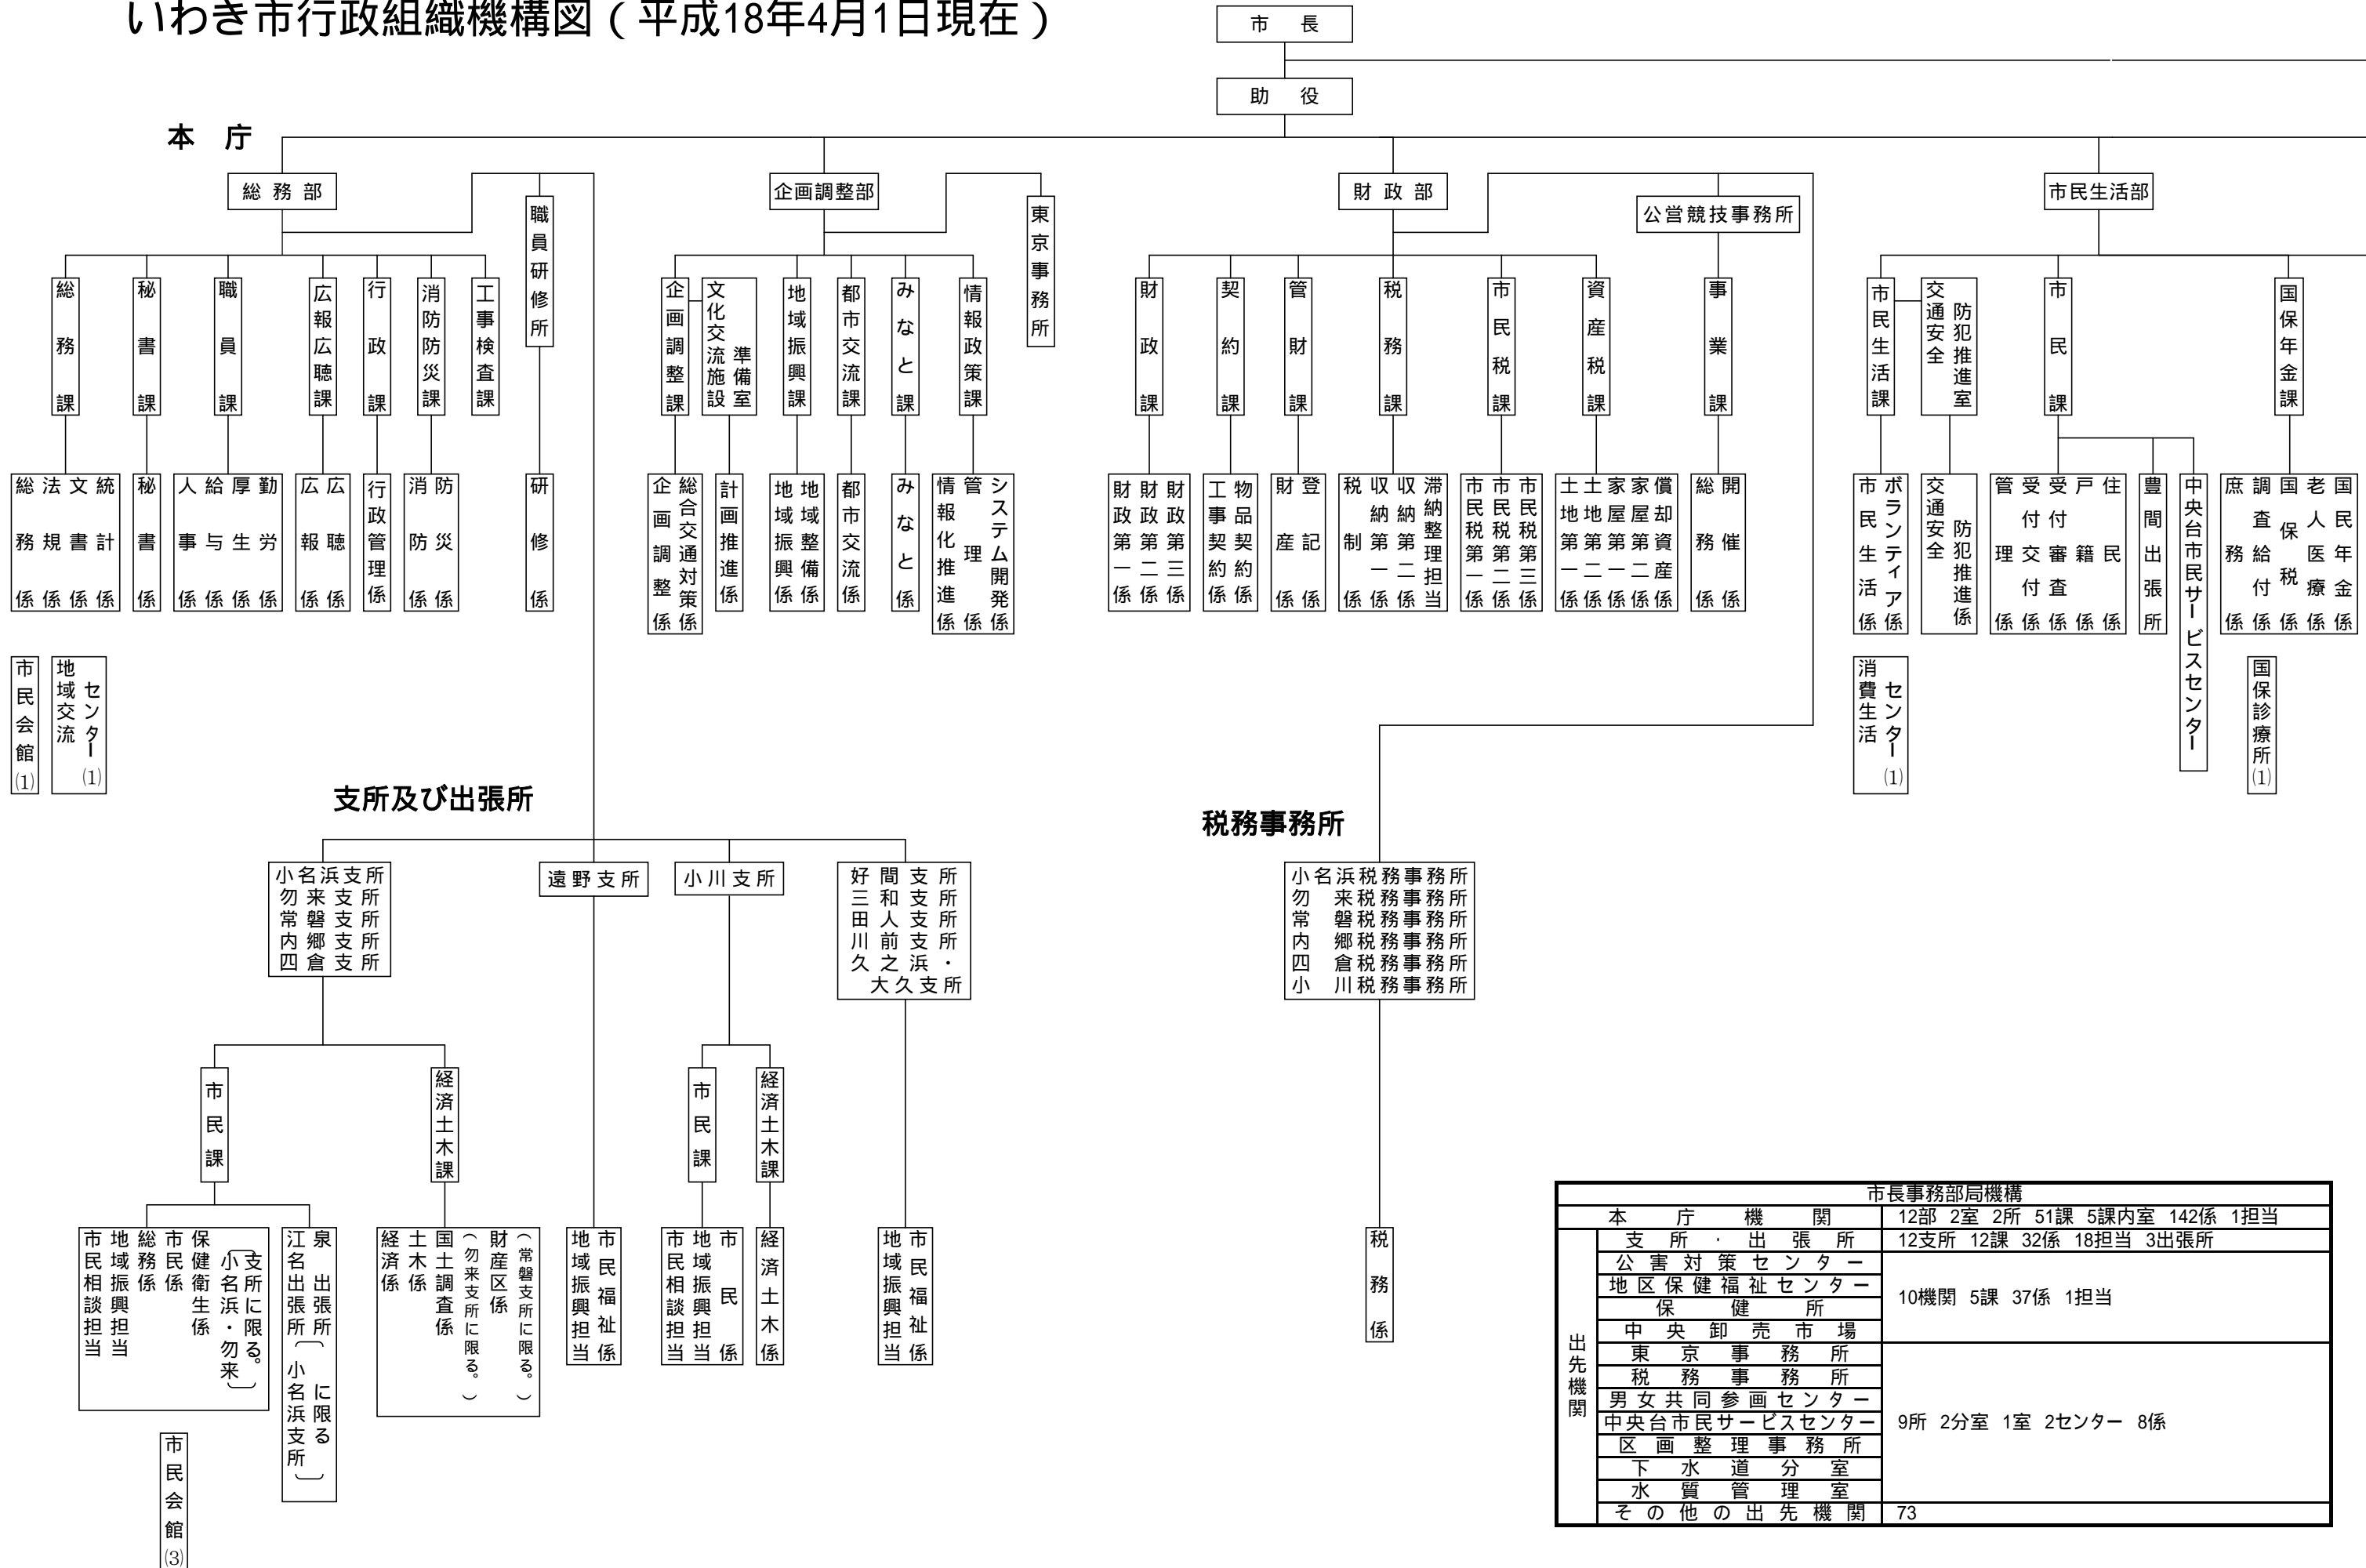 いわき市行政組織機構図（平成18年4月1日現在）
市長
助役
本庁
総務部
職員研修所
企画調整部
東京事務所
財政部
公営競技事務所
市民生活部
総務課
秘書課
職員課
広報広聴課
行政課
消防防災課
工事検査課
企画調整課
文化交流施設
準備室
地域振興課
都市交流課
みなと課
情報政策課
財政課
契約課
管財課
税務課
市民税課
資産税課
事業課
市民生活課
交通安全
防犯推進室
市民課
国保年金課
総務係
法規係
文書係
統計係
秘書係
人事係
給与係
厚生係
勤労係
広報係
広聴係
行政管理係
消防係
防災係
研修係
企画調整係
総合交通対策係
計画推進係
地域振興係
地域整備係
都市交流係
みなと係
情報化推進係
管理係
システム開発係
財政第一係
財政第二係
財政第三係
工事契約係
物品契約係
財産係
登記係
税制係
収納第一係
収納第二係
滞納整理担当
市民税第一係
市民税第二係
市民税第三係
土地第一係
土地第二係
家屋第一係
家屋第二係
償却資産係
総務係
開催係
市民生活係
ボランティア係
交通安全
防犯推進係
管理係
受付交付係
受付審査係
戸籍係
住民係
豊間出張所
中央台市民サービスセンター
庶務係
調査給付係
国保税係
老人医療係
国民年金係
市民会館(1)
地域交流
センター(1)
消費生活
センター(1)
国保診療所(1)
支所及び出張所
税務事務所
小名浜支所
勿来支所
常磐支所
内郷支所
四倉支所
遠野支所
小川支所
好間支所
三和支所
田人支所
川前支所
久之浜・
大久支所
小名浜税務事務所
勿来税務事務所
常磐税務事務所
内郷税務事務所
四倉税務事務所
小川税務事務所
市民課
経済土木課
市民課
経済土木課
市民相談担当
地域振興担当
総務係
市民係
保健衛生係
〔小名浜・勿来
支所に限る。〕
江名出張所
泉出張所
〔小名浜支所
に限る〕
経済係
土木係
国土調査係
（勿来支所に限る。）
財産区係
（常磐支所に限る。）
地域振興担当
市民福祉係
市民相談担当
地域振興担当
市民係
経済土木係
地域振興担当
市民福祉係
税務係
市民会館(3)
市長事務部局機構
本庁機関 12部 2室 2所 51課 5課内室 142係 1担当
出先機関
支所・出張所 12支所 12課 32係 18担当 3出張所
公害対策センター
地区保健福祉センター
保健所
中央卸売市場
10機関 5課 37係 1担当
東京事務所
税務事務所
男女共同参画センター
中央台市民サービスセンター
区画整理事務所
下水道分室
水質管理室
9所 2分室 1室 2センター 8係
その他の出先機関 73